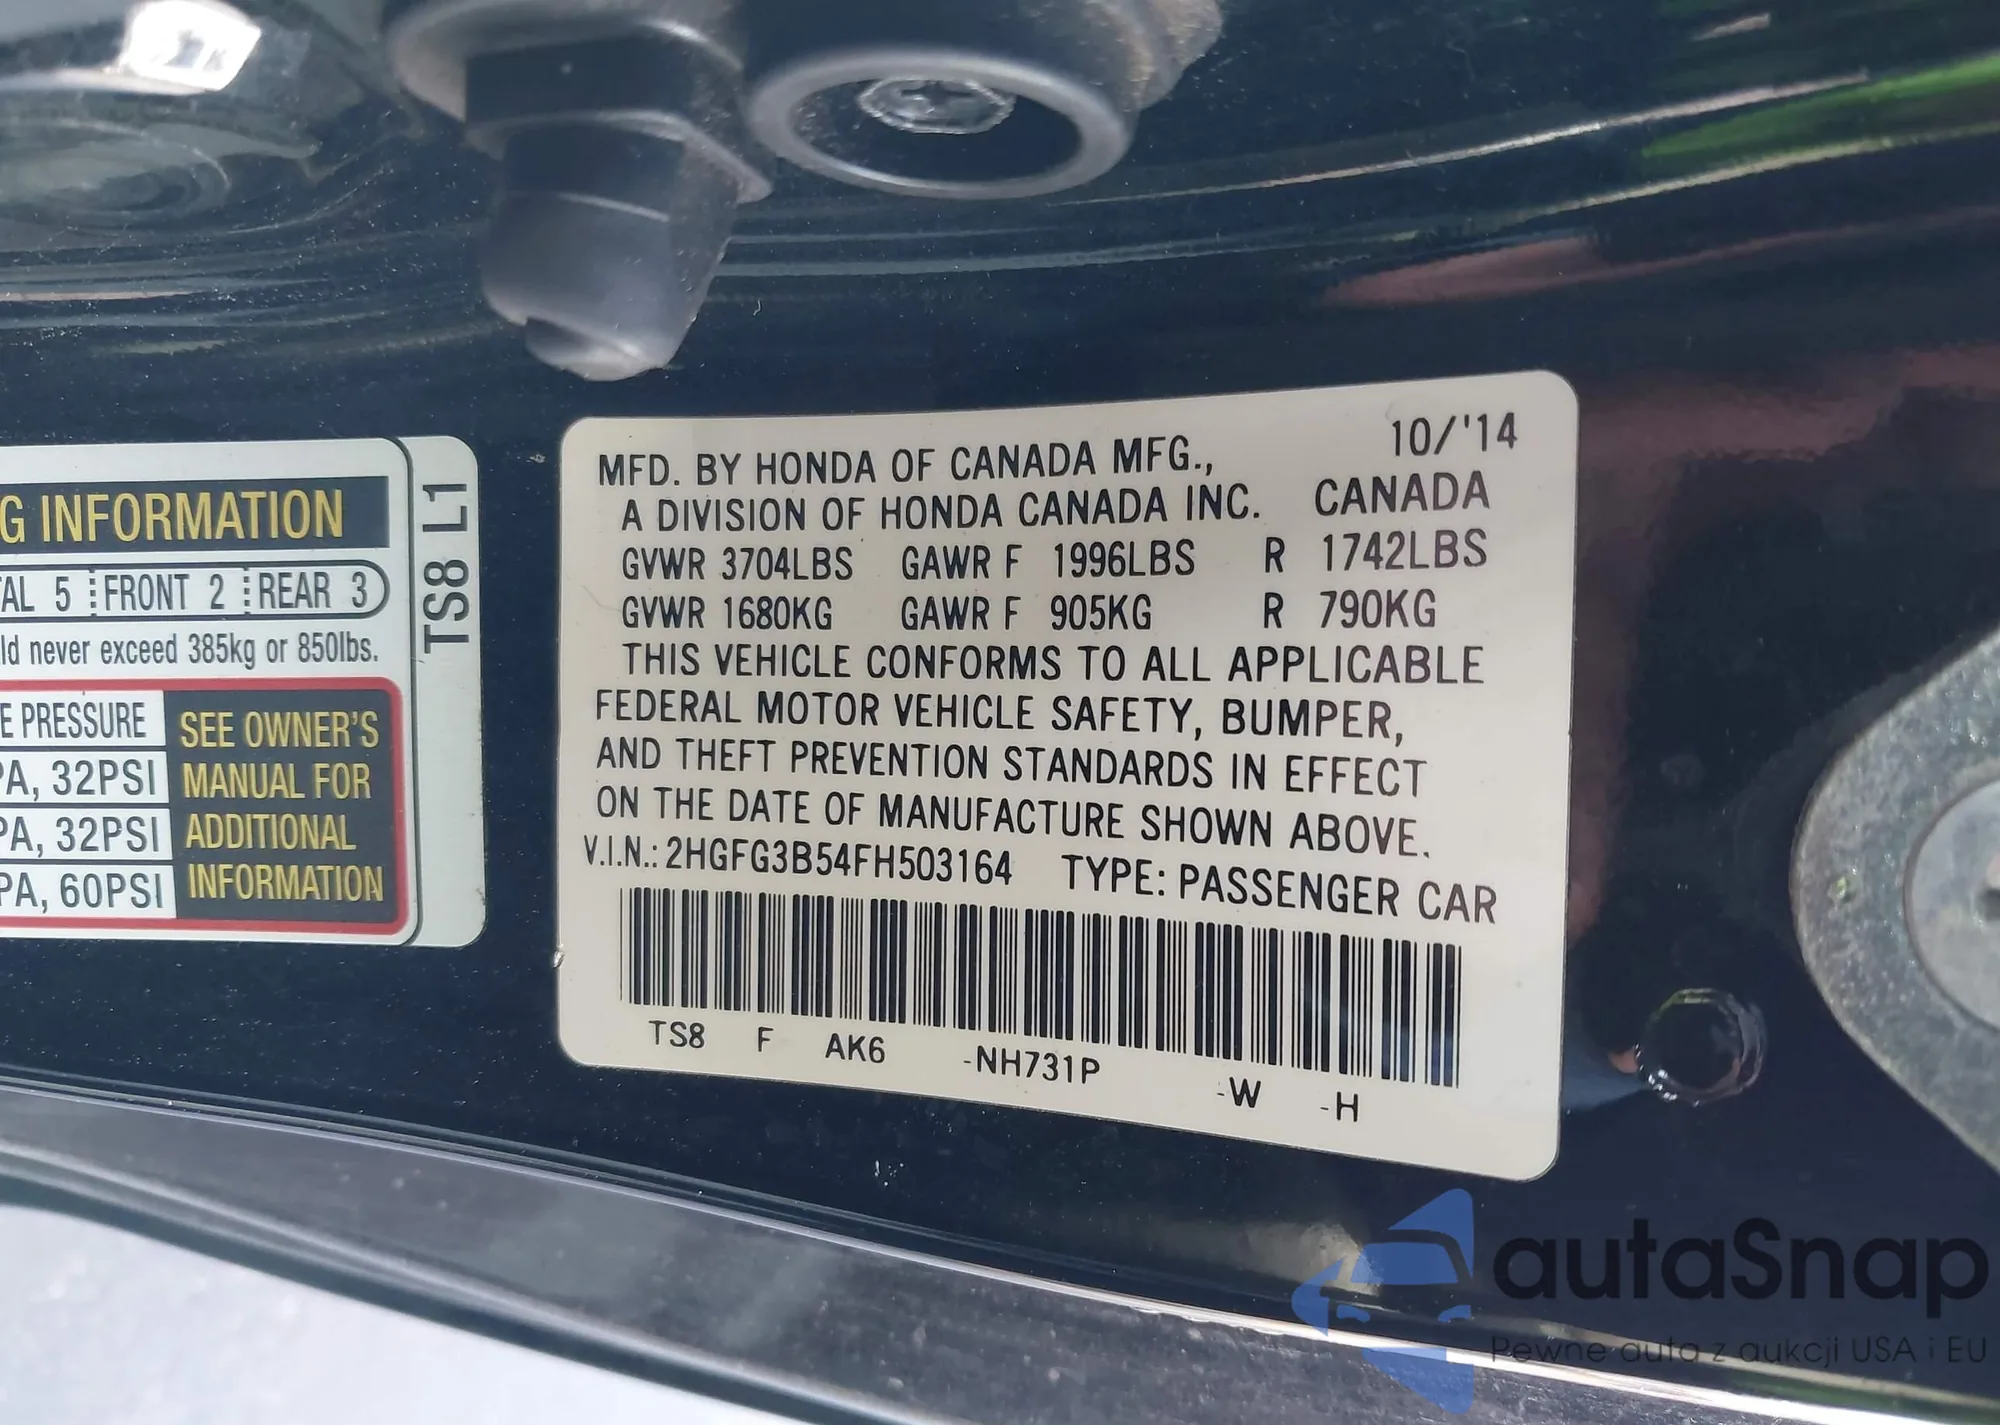 G INFORMATION
TAL 5 FRONT 2 REAR 3
ld never exceed 385kg or 850lbs.
E PRESSURE
PA, 32PSI
PA, 32PSI
PA, 60PSI
SEE OWNER'S
MANUAL FOR
ADDITIONAL
INFORMATION
TS8 L1
10/'14
MFD. BY HONDA OF CANADA MFG.,
A DIVISION OF HONDA CANADA INC. CANADA
GVWR 3704LBS GAWR F 1996LBS R 1742LBS
GVWR 1680KG GAWR F 905KG R 790KG
THIS VEHICLE CONFORMS TO ALL APPLICABLE
FEDERAL MOTOR VEHICLE SAFETY, BUMPER,
AND THEFT PREVENTION STANDARDS IN EFFECT
ON THE DATE OF MANUFACTURE SHOWN ABOVE.
V.I.N.: 2HGFG3B54FH503164 TYPE: PASSENGER CAR
TS8 F AK6 -NH731P -W -H
autaSnap
Pewne auta z aukcji USA i EU